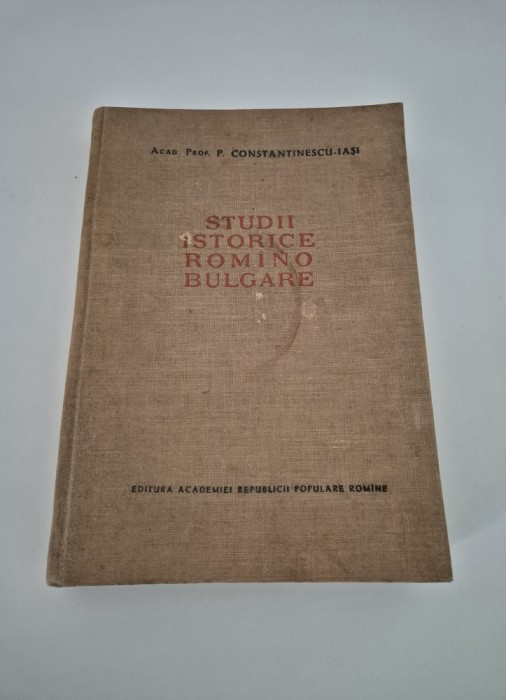 Acad. Prof. P. CONSTANTINESCU-IAȘI
STUDII
ISTORICE
ROMÎNO
BULGARE
EDITURA ACADEMIEI REPUBLICII POPULARE ROMÎNE